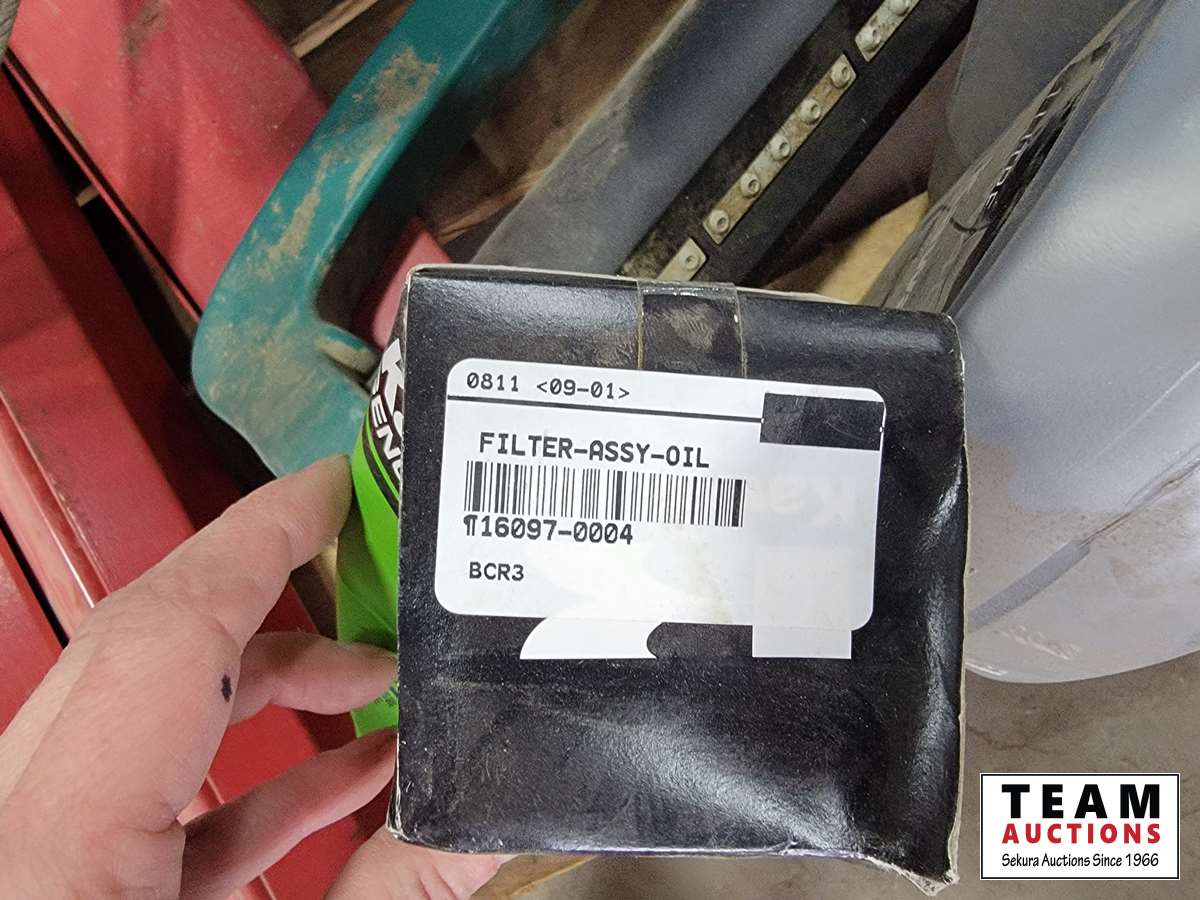 0811 <09-01>
FILTER-ASSY-OIL
¶16097-0004
BCR3
TEAM
AUCTIONS
Sekura Auctions Since 1966